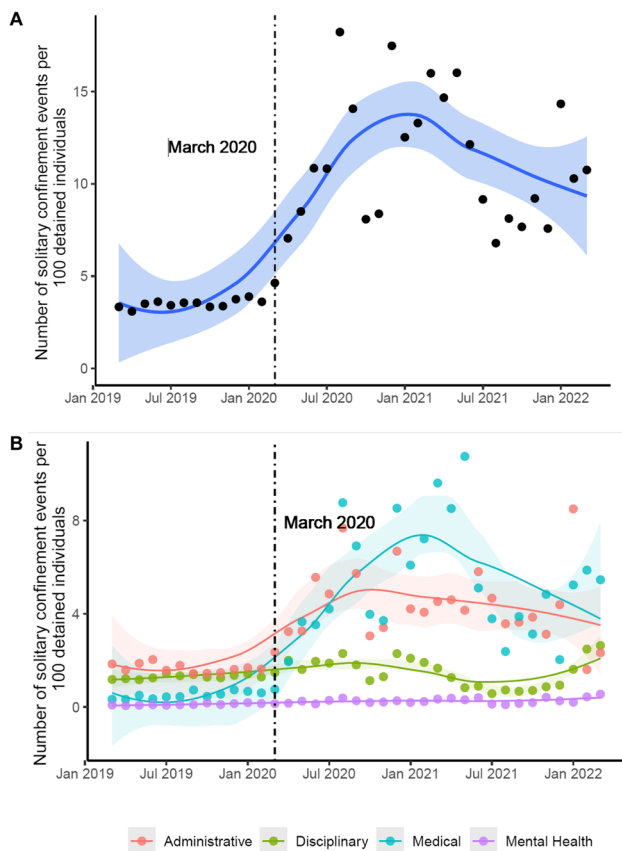 A
Number of solitary confinement events per
100 detained individuals
15
10
5
0
March 2020
Jan 2019 Jul 2019 Jan 2020 Jul 2020 Jan 2021 Jul 2021 Jan 2022
B
Number of solitary confinement events per
100 detained individuals
8
4
0
March 2020
Jan 2019 Jul 2019 Jan 2020 Jul 2020 Jan 2021 Jul 2021 Jan 2022
Administrative Disciplinary Medical Mental Health